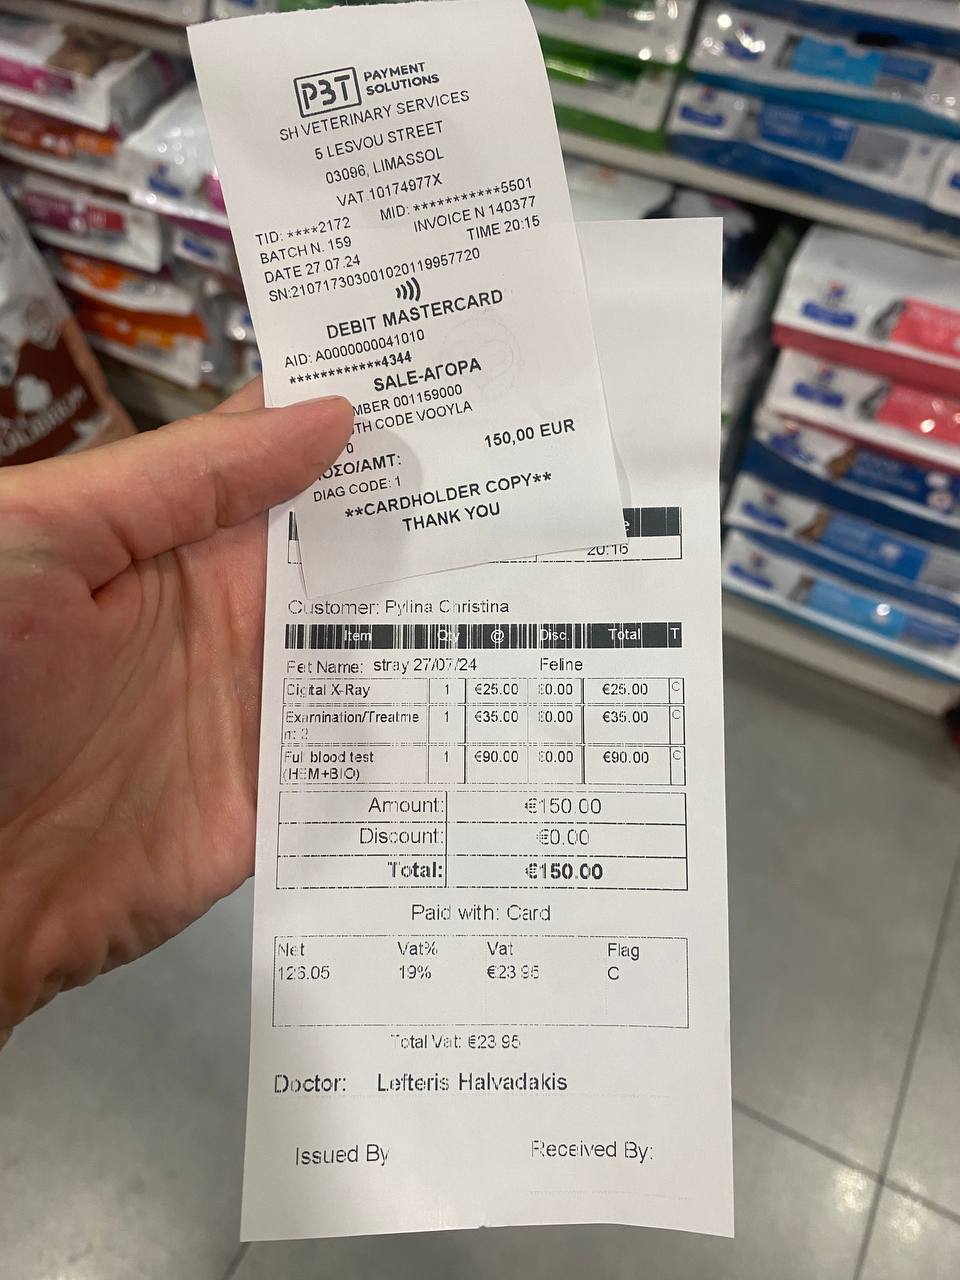 PBT PAYMENT
SOLUTIONS
SH VETERINARY SERVICES
5 LESVOU STREET
03096, LIMASSOL
VAT 10174977X
TID: ****2172 MID: ***********5501
BATCH N. 159 INVOICE N 140377
DATE 27.07.24 TIME 20:15
SN:210717303001020119957720
DEBIT MASTERCARD
AID: A0000000041010
************4344
SALE-ΑΓΟΡΑ
MBER 001159000
TH CODE VOOYLA
0
ΟΣΟ/AMT: 150,00 EUR
DIAG CODE: 1
**CARDHOLDER COPY**
THANK YOU
20:16
Customer: Pylina Christina
Item Qty @ Disc. Total T
Pet Name: stray 27/07/24 Feline
Digital X-Ray 1 €25.00 €0.00 €25.00 C
Examination/Treatme 1 €35.00 €0.00 €35.00 C
nt 2
Full blood test 1 €90.00 €0.00 €90.00 C
(HEM+BIO)
Amount: €150.00
Discount: €0.00
Total: €150.00
Paid with: Card
Net Vat% Vat Flag
126.05 19% €23.95 C
Total Vat: €23.95
Doctor: Lefteris Halvadakis
Issued By Received By: